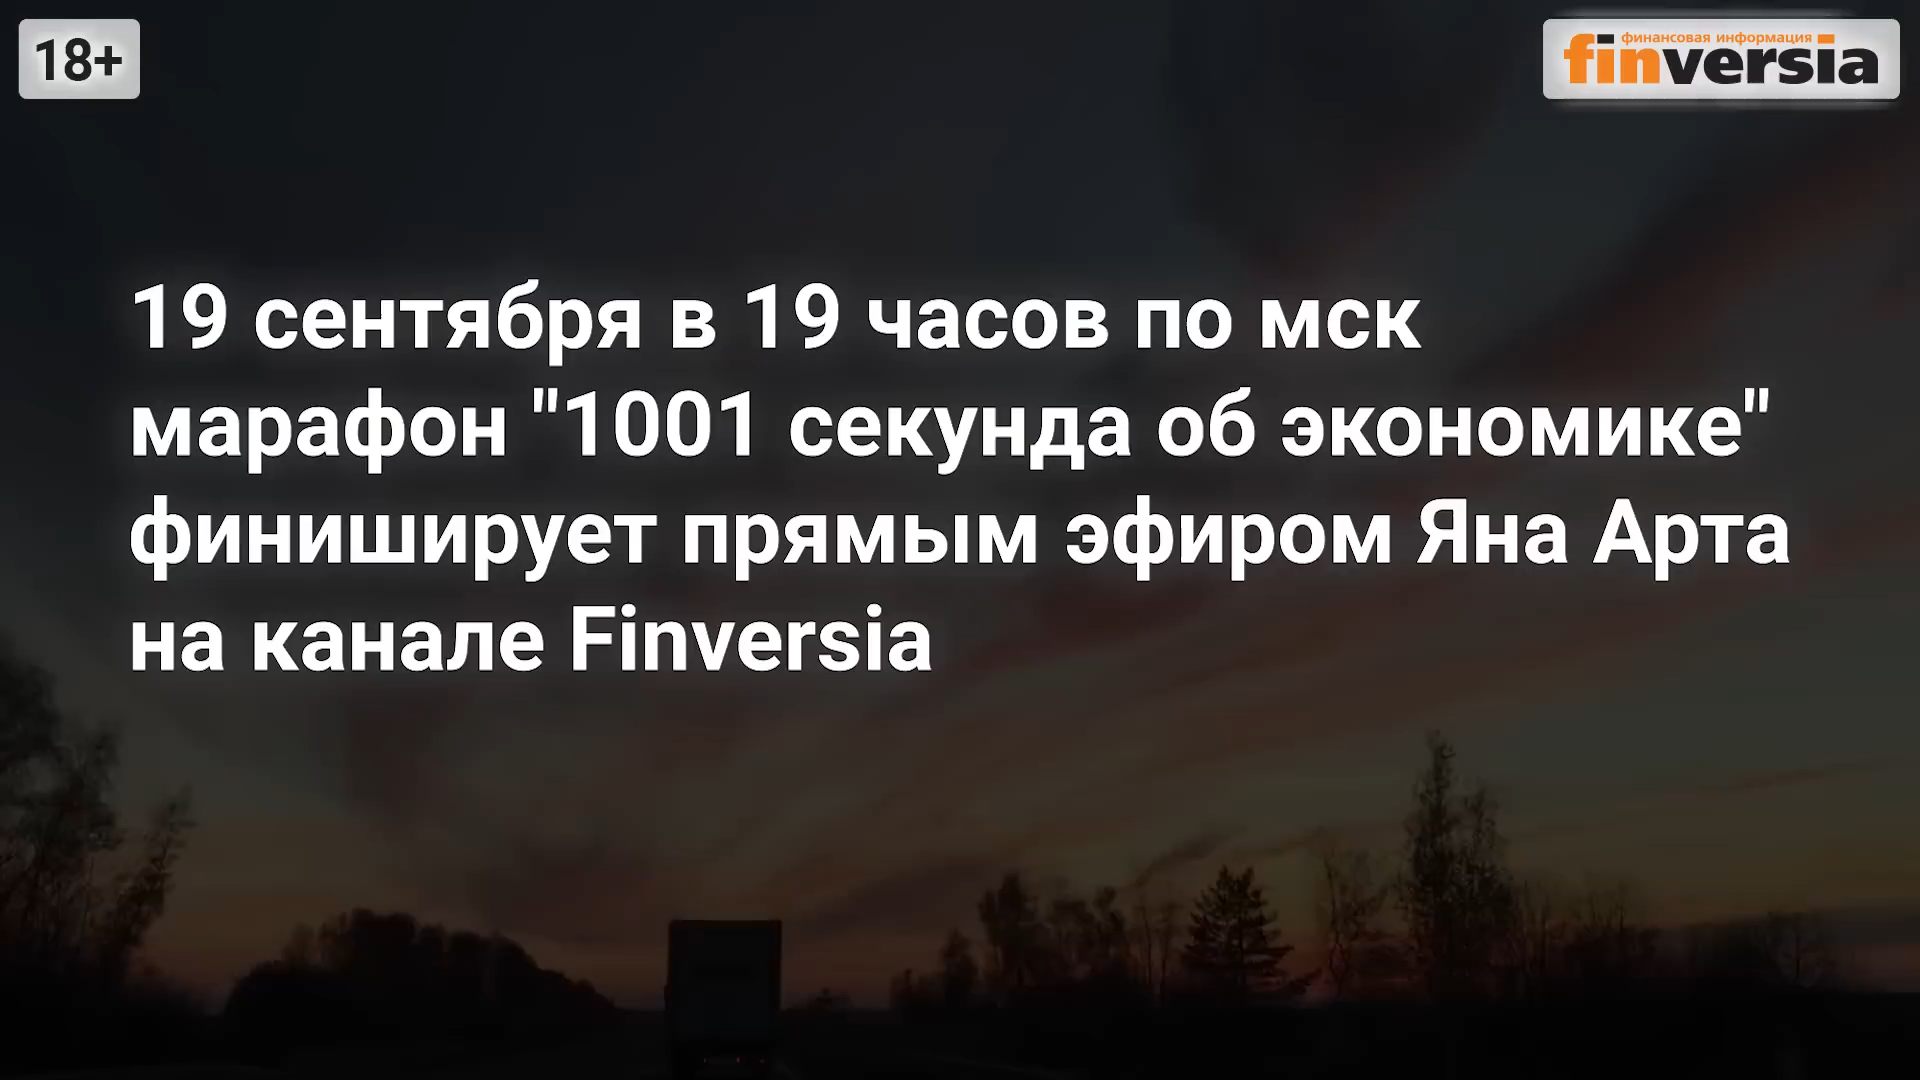 18+
финансовая информация
finversia
19 сентября в 19 часов по мск
марафон "1001 секунда об экономике"
финиширует прямым эфиром Яна Арта
на канале Finversia